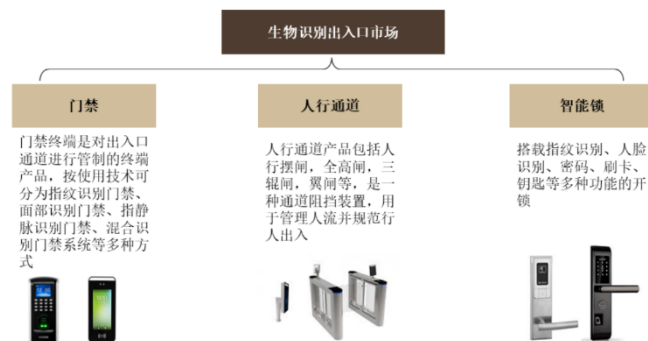 生物识别出入口市场
门禁
门禁终端是对出入口
通道进行管制的终端
产品，按使用技术可
分为指纹识别门禁、
面部识别门禁、指静
脉识别门禁、混合识
别门禁系统等多种方
式
人行通道
人行通道产品包括人
行摆闸，全高闸，三
辊闸，翼闸等，是一
种通道阻挡装置，用
于管理人流并规范行
人出入
智能锁
搭载指纹识别、人脸
识别、密码、刷卡、
钥匙等多种功能的开
锁